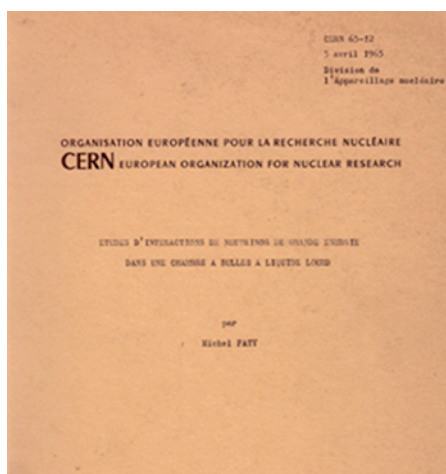 CERN 65-12
5 avril 1965
Division de
l'Appareillage nucléaire
ORGANISATION EUROPÉENNE POUR LA RECHERCHE NUCLÉAIRE
CERN EUROPEAN ORGANIZATION FOR NUCLEAR RESEARCH
ETUDES D'INTERACTIONS DE NEUTRINOS DE GRANDE ENERGIE
DANS UNE CHAMBRE A BULLES A LIQUIDE LOURD
par
Michel PATY